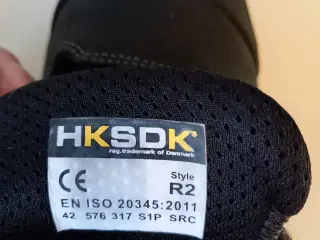 HKSDK®
reg. trademark of Denmark
CE
Style
R2
EN ISO 20345:2011
42 576 317 S1P SRC